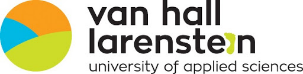 van hall
larenstein
university of applied sciences